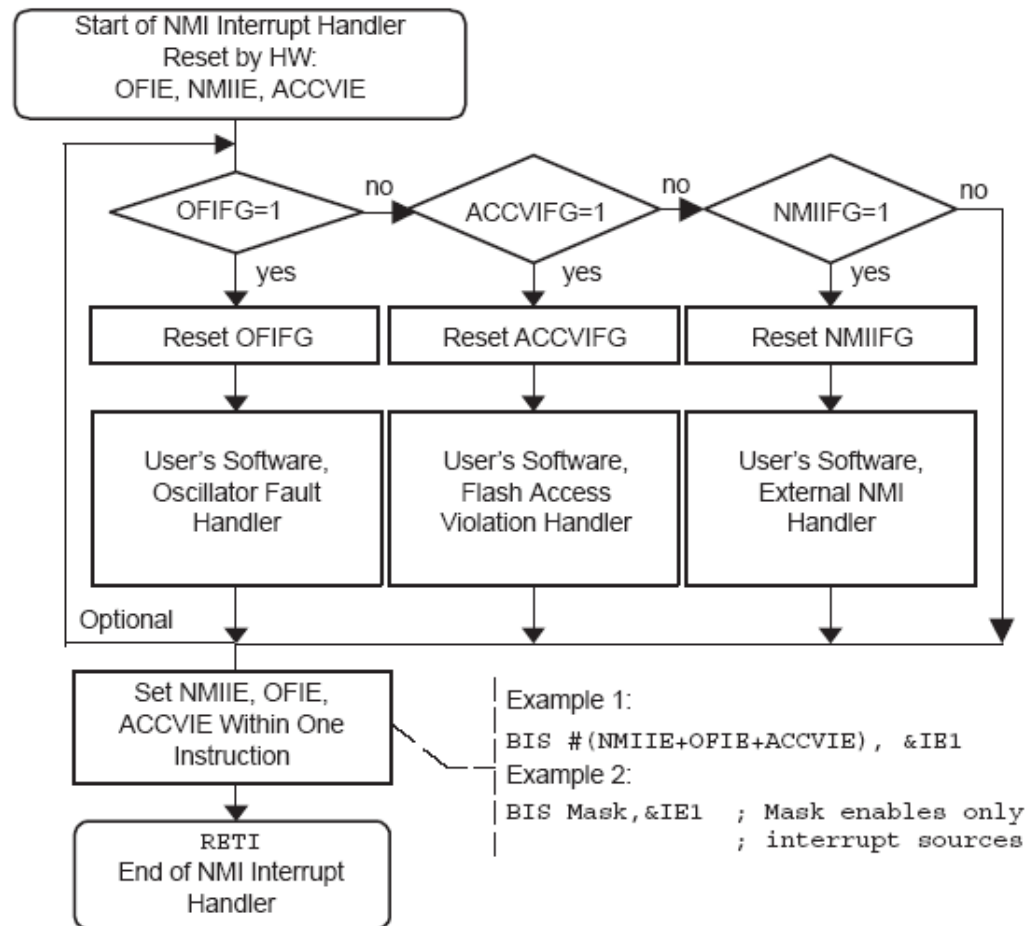 Start of NMI Interrupt Handler
Reset by HW:
OFIE, NMIIE, ACCVIE
OFIFG=1
no
ACCVIFG=1
no
NMIIFG=1
no
yes
yes
yes
Reset OFIFG
Reset ACCVIFG
Reset NMIIFG
User's Software,
Oscillator Fault
Handler
User's Software,
Flash Access
Violation Handler
User's Software,
External NMI
Handler
Optional
Set NMIIE, OFIE,
ACCVIE Within One
Instruction
Example 1:
BIS #(NMIIE+OFIE+ACCVIE), &IE1
Example 2:
BIS Mask,&IE1 ; Mask enables only
; interrupt sources
RETI
End of NMI Interrupt
Handler